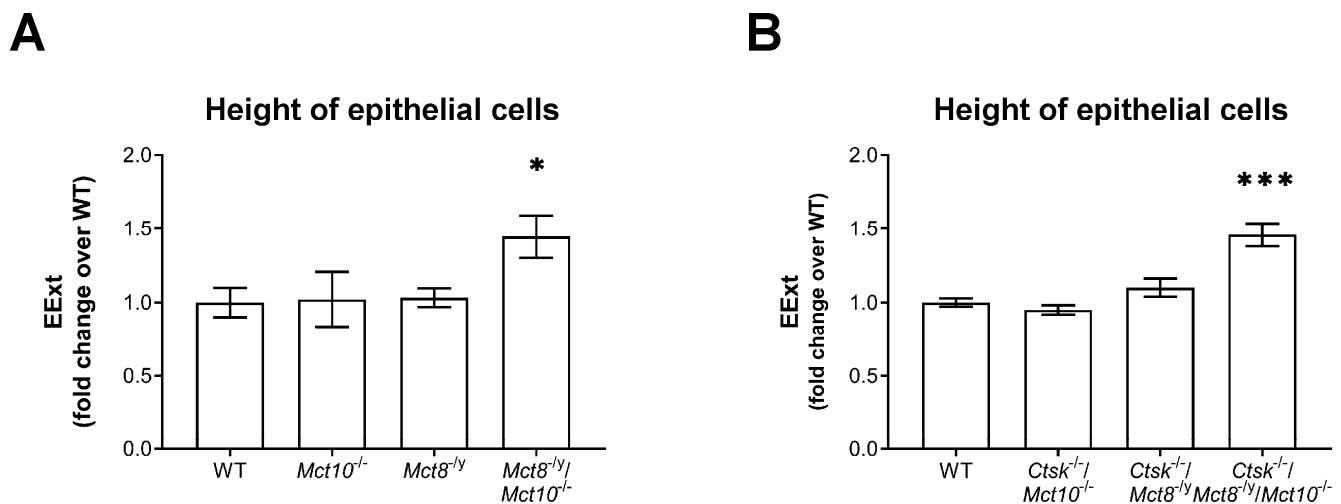 A
Height of epithelial cells
EExt
(fold change over WT)
2.0
1.5
1.0
0.5
0.0
*
WT
Mct10-/-
Mct8-/y
Mct8-/y/
Mct10-/-
B
Height of epithelial cells
EExt
(fold change over WT)
2.0
1.5
1.0
0.5
0.0
***
WT
Ctsk-/-/
Mct10-/-
Ctsk-/-/
Mct8-/y
Ctsk-/-/
Mct8-/y/Mct10-/-